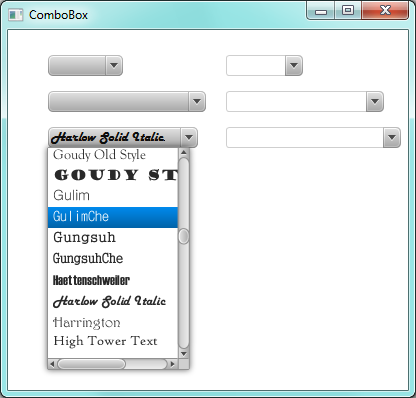 ComboBox
Harlow Solid Italic
Goudy Old Style
GOUDY ST
Gulim
GulimChe
Gungsuh
GungsuhChe
Haettenschweiler
Harlow Solid Italic
Harrington
High Tower Text